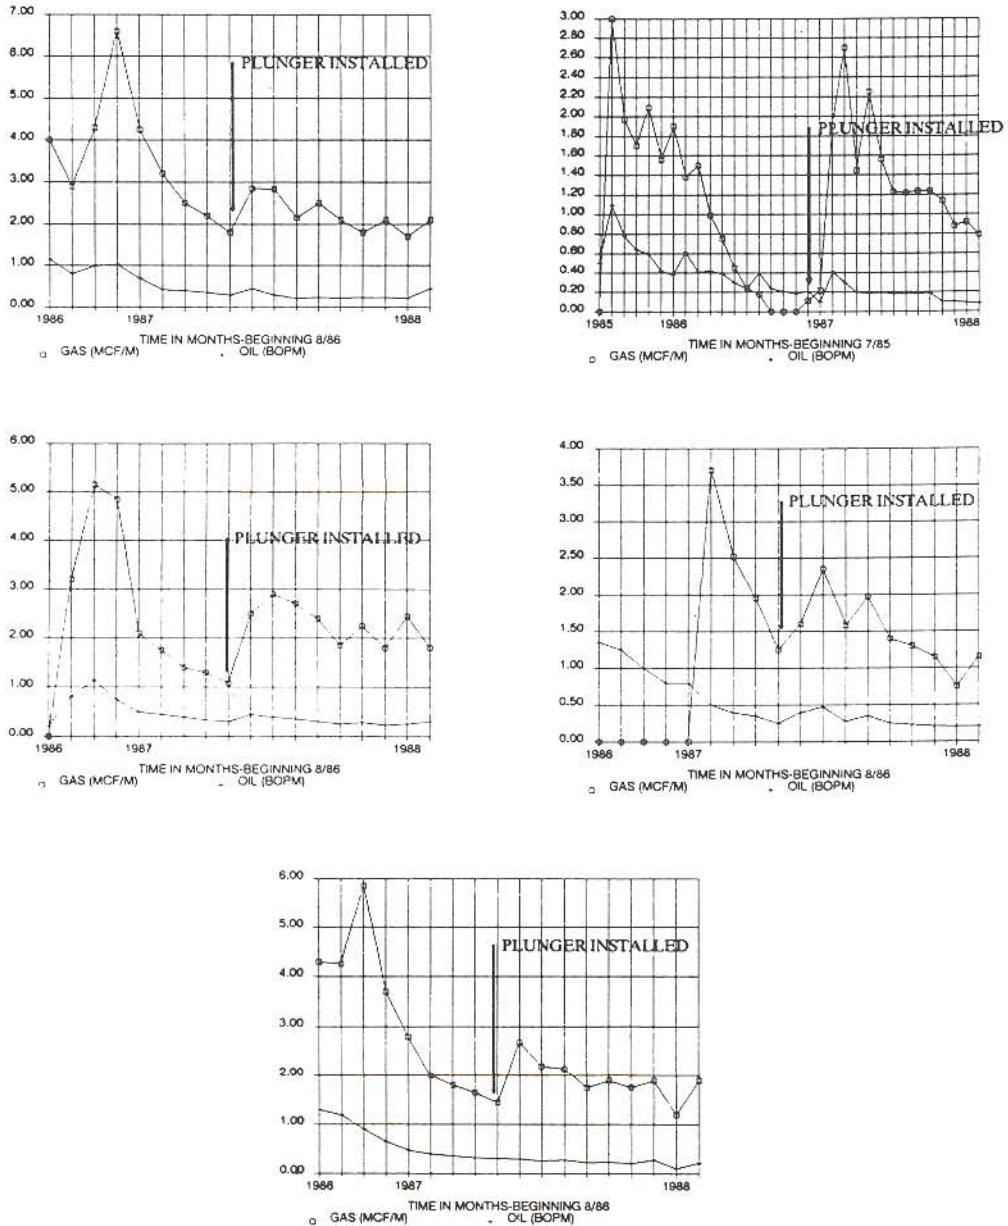 7.00
6.00
5.00
4.00
3.00
2.00
1.00
0.00
PLUNGER INSTALLED
1986 1987 1988
TIME IN MONTHS-BEGINNING 8/86
GAS (MCF/M) OIL (BOPM)
3.00
2.80
2.60
2.40
2.20
2.00
1.80
1.60
1.40
1.20
1.00
0.80
0.60
0.40
0.20
0.00
PLUNGER INSTALLED
1985 1986 1987 1988
TIME IN MONTHS-BEGINNING 7/85
GAS (MCF/M) OIL (BOPM)
6.00
5.00
4.00
3.00
2.00
1.00
0.00
PLUNGER INSTALLED
1986 1987 1988
TIME IN MONTHS-BEGINNING 8/86
GAS (MCF/M) OIL (BOPM)
4.00
3.50
3.00
2.50
2.00
1.50
1.00
0.50
0.00
PLUNGER INSTALLED
1986 1987 1988
TIME IN MONTHS-BEGINNING 8/86
GAS (MCF/M) OIL (BOPM)
6.00
5.00
4.00
3.00
2.00
1.00
0.00
PLUNGER INSTALLED
1986 1987 1988
TIME IN MONTHS-BEGINNING 8/86
GAS (MCF/M) OIL (BOPM)